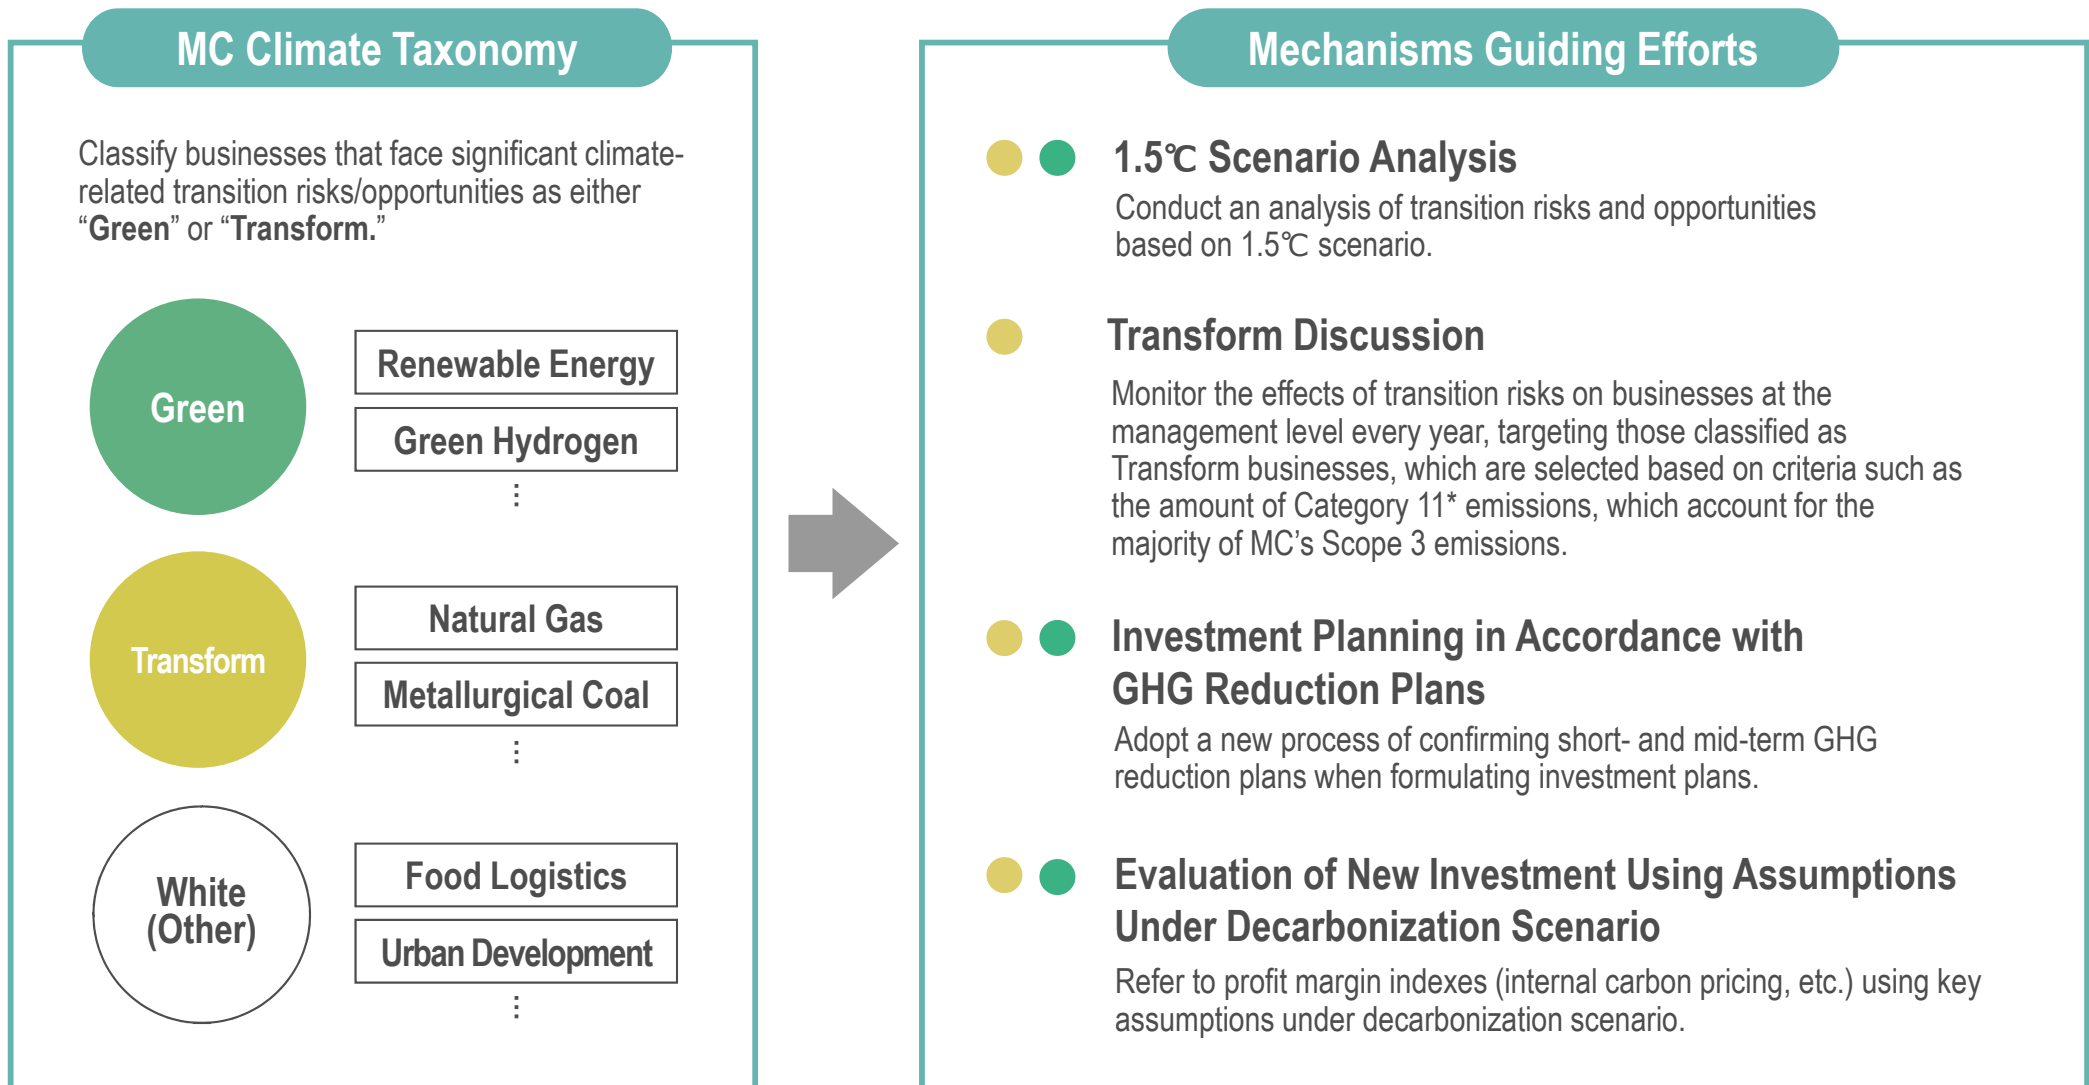 MC Climate Taxonomy
Classify businesses that face significant climate-
related transition risks/opportunities as either
“Green” or “Transform.”
Green
Renewable Energy
Green Hydrogen
⋮
Transform
Natural Gas
Metallurgical Coal
⋮
White
(Other)
Food Logistics
Urban Development
⋮
Mechanisms Guiding Efforts
1.5℃ Scenario Analysis
Conduct an analysis of transition risks and opportunities
based on 1.5℃ scenario.
Transform Discussion
Monitor the effects of transition risks on businesses at the
management level every year, targeting those classified as
Transform businesses, which are selected based on criteria such as
the amount of Category 11* emissions, which account for the
majority of MC’s Scope 3 emissions.
Investment Planning in Accordance with
GHG Reduction Plans
Adopt a new process of confirming short- and mid-term GHG
reduction plans when formulating investment plans.
Evaluation of New Investment Using Assumptions
Under Decarbonization Scenario
Refer to profit margin indexes (internal carbon pricing, etc.) using key
assumptions under decarbonization scenario.